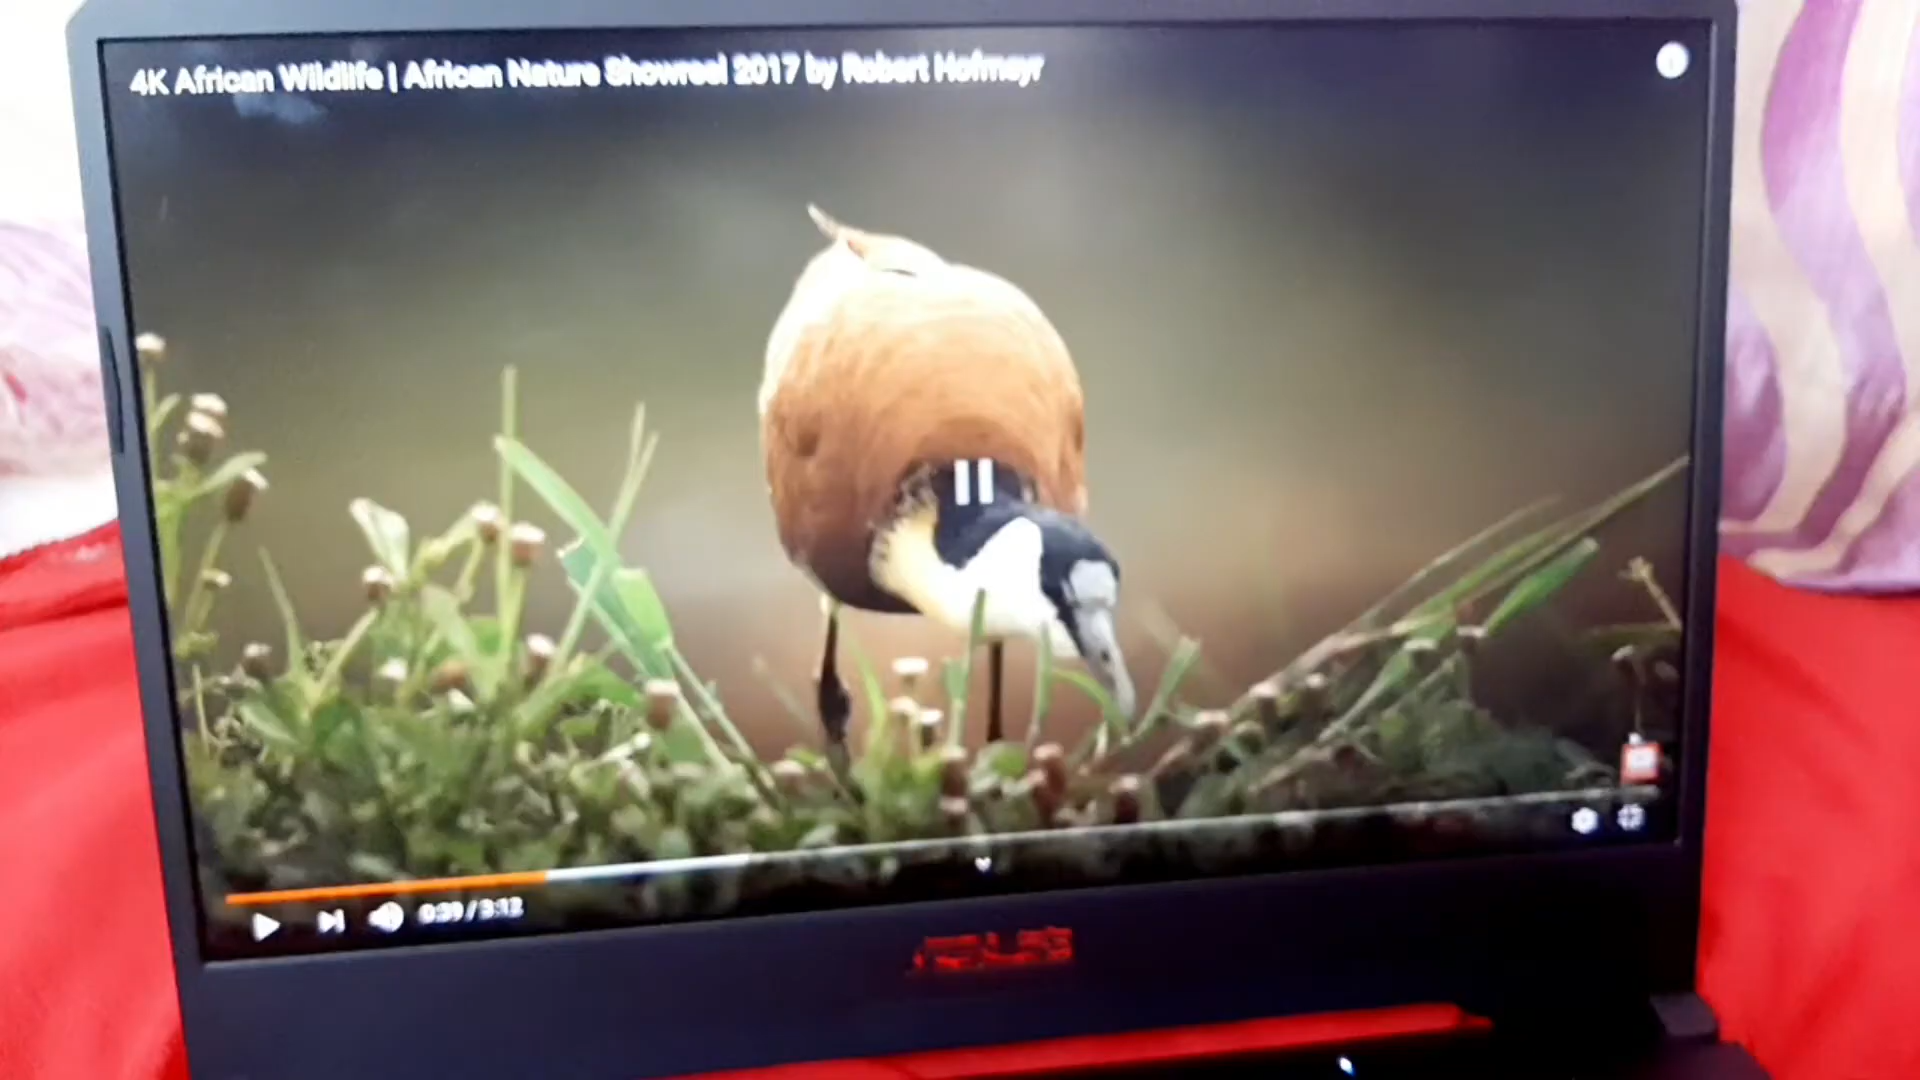 4K African Wildlife | African Nature Showreel 2017 by Robert Hofmeyr
0:39 / 3:12
ASUS